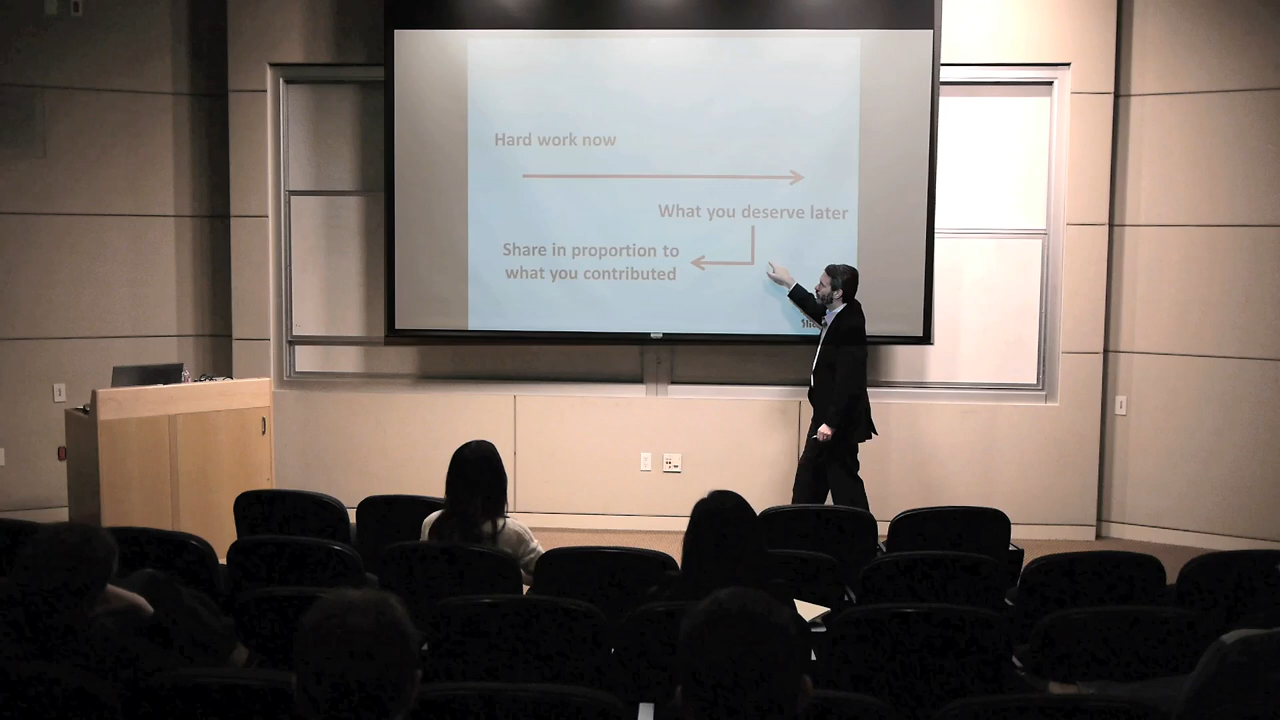 Hard work now
What you deserve later
Share in proportion to
what you contributed